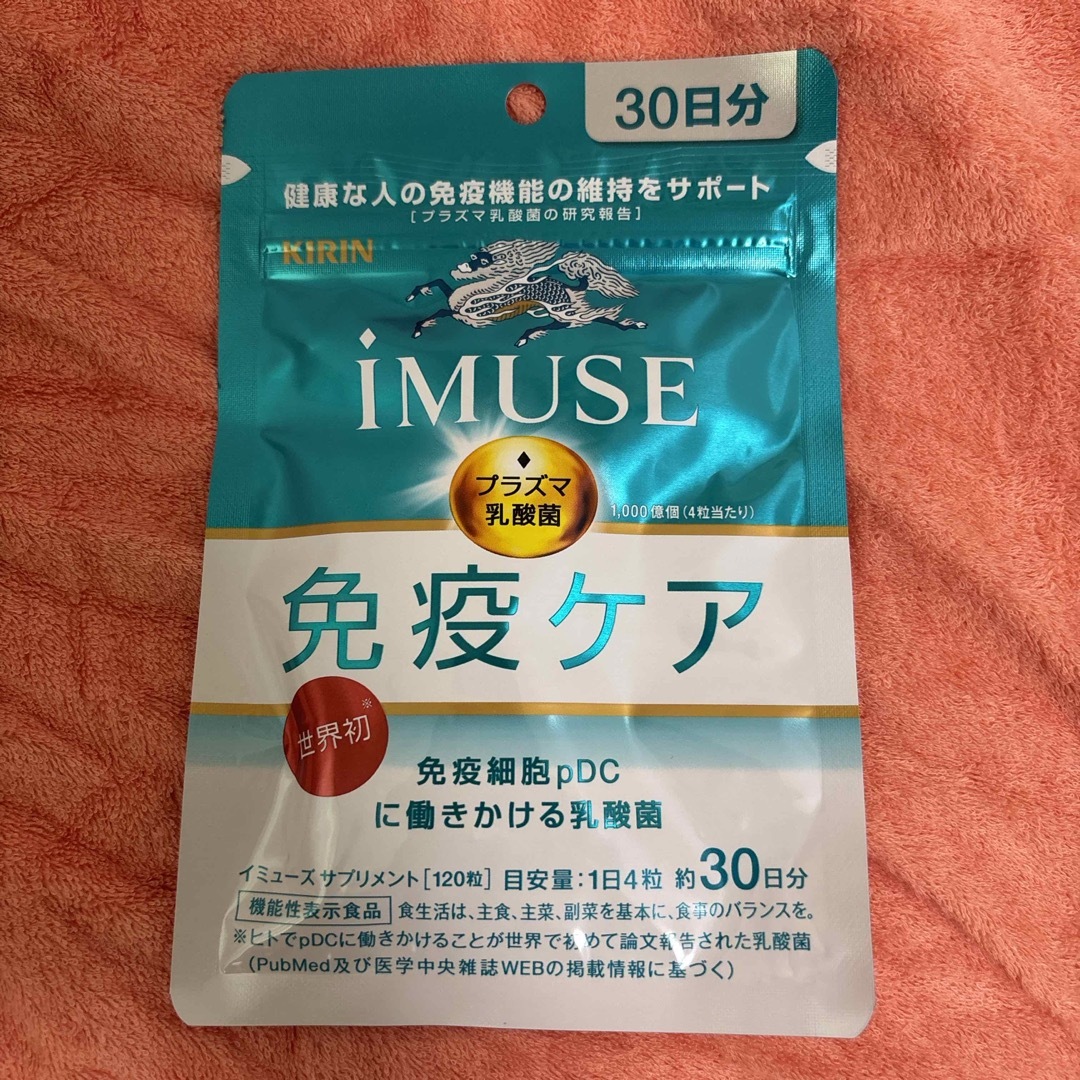 30日分
健康な人の免疫機能の維持をサポート
[プラズマ乳酸菌の研究報告]
KIRIN
iMUSE
プラズマ
乳酸菌
1,000億個(4粒当たり)
免疫ケア
世界初※
免疫細胞pDC
に働きかける乳酸菌
イミューズ サプリメント[120粒] 目安量:1日4粒 約30日分
機能性表示食品 食生活は、主食、主菜、副菜を基本に、食事のバランスを。
※ヒトでpDCに働きかけることが世界で初めて論文報告された乳酸菌
(PubMed及び医学中央雑誌WEBの掲載情報に基づく)